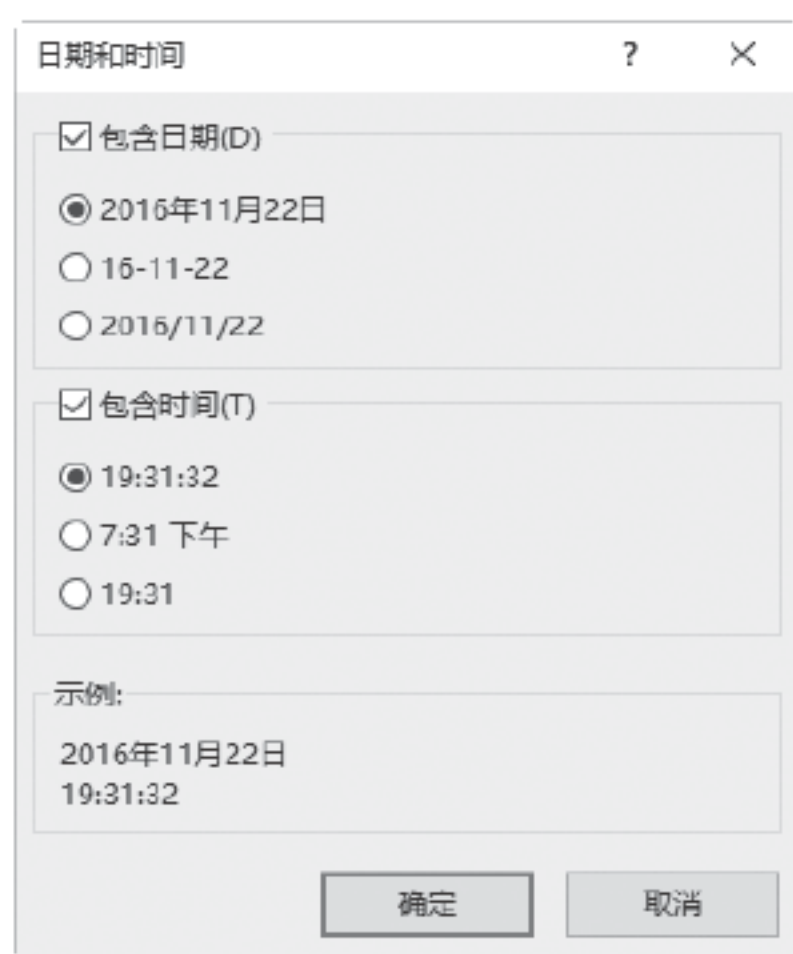 日期和时间 ?
包含日期(D)
2016年11月22日
16-11-22
2016/11/22
包含时间(T)
19:31:32
7:31 下午
19:31
示例:
2016年11月22日
19:31:32
确定 取消